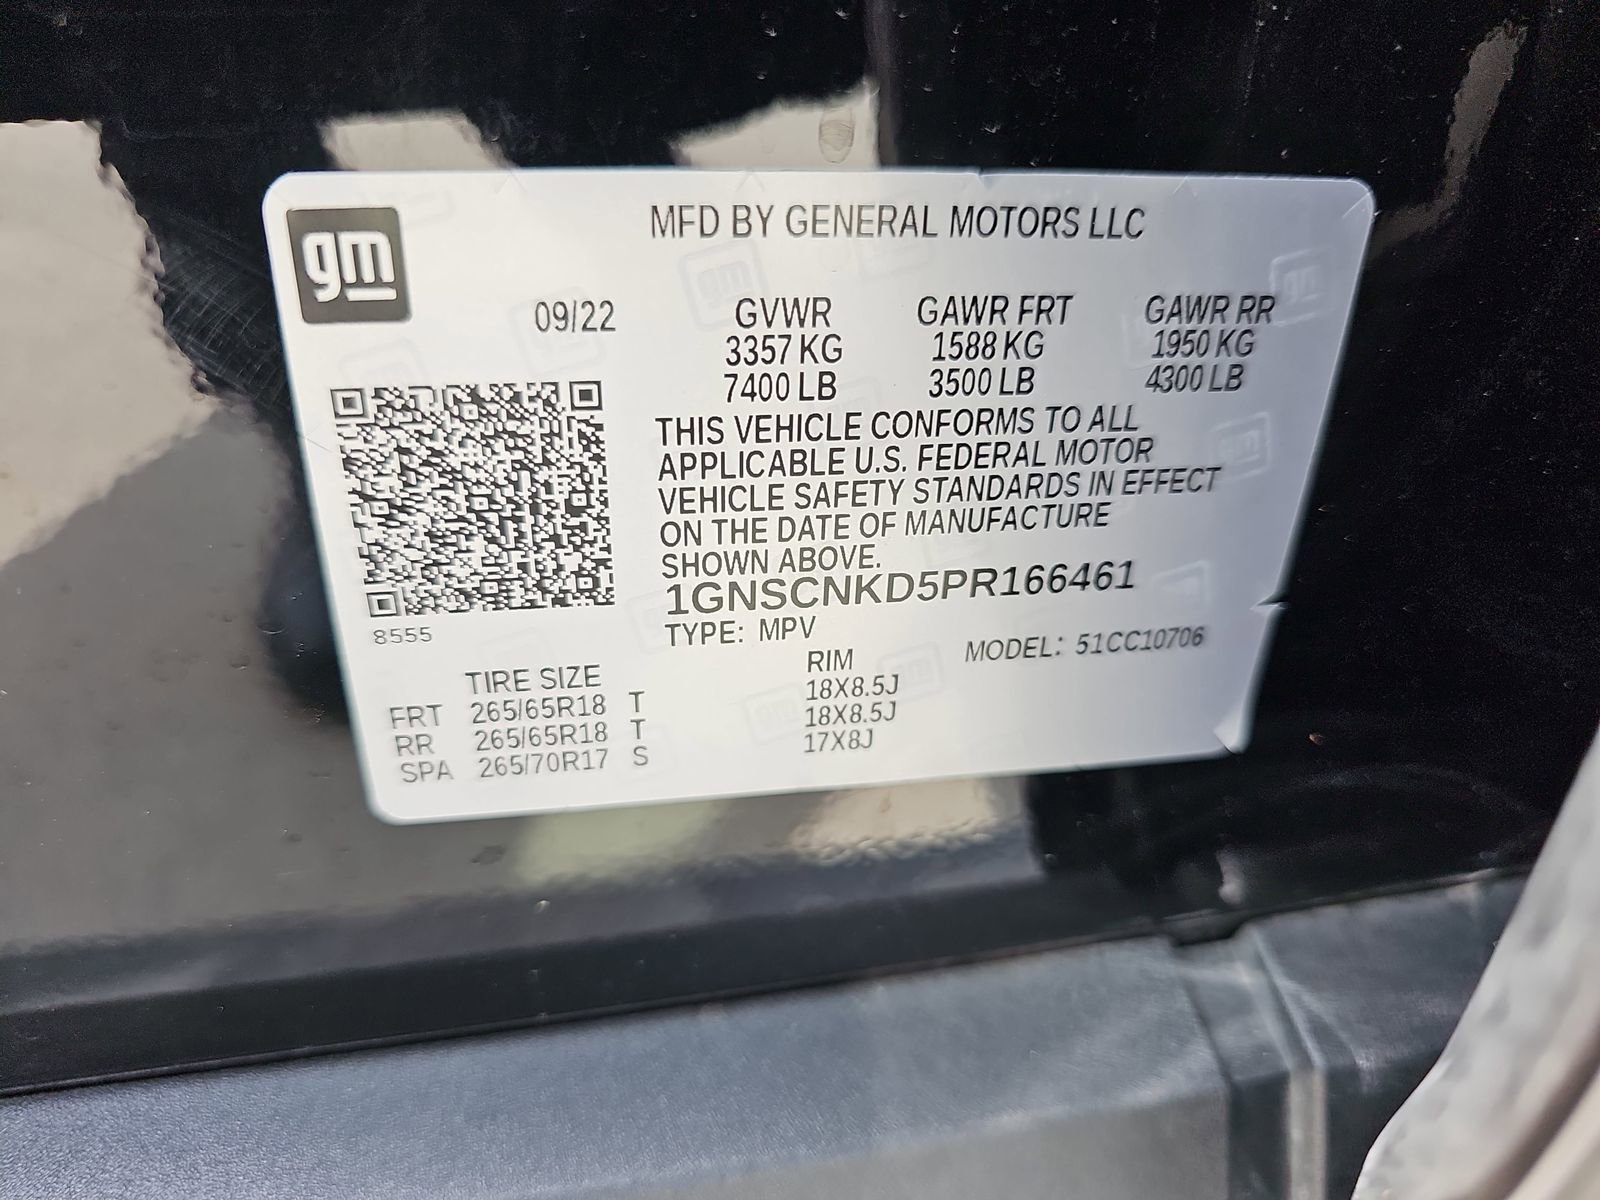 gm
MFD BY GENERAL MOTORS LLC
09/22
GVWR GAWR FRT GAWR RR
3357 KG 1588 KG 1950 KG
7400 LB 3500 LB 4300 LB
THIS VEHICLE CONFORMS TO ALL
APPLICABLE U.S. FEDERAL MOTOR
VEHICLE SAFETY STANDARDS IN EFFECT
ON THE DATE OF MANUFACTURE
SHOWN ABOVE.
1GNSCNKD5PR166461
TYPE: MPV
MODEL: 51CC10706
8555
TIRE SIZE RIM
FRT 265/65R18 T 18X8.5J
RR 265/65R18 T 18X8.5J
SPA 265/70R17 S 17X8J